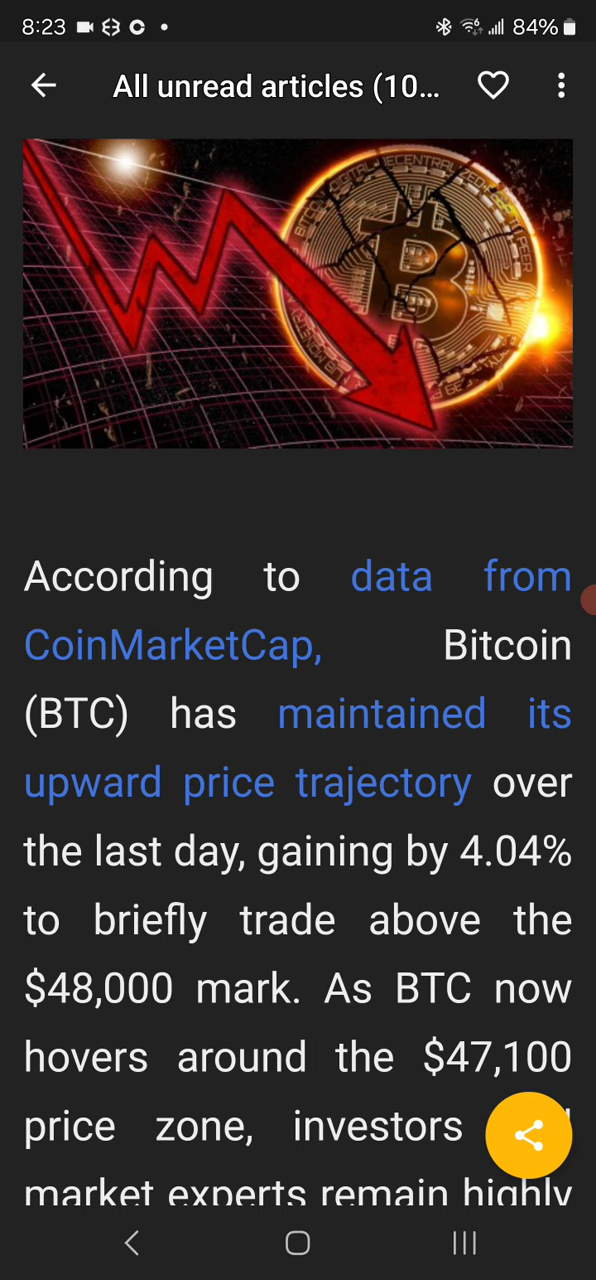 8:23
84%
All unread articles (10...
According to data from
CoinMarketCap, Bitcoin
(BTC) has maintained its
upward price trajectory over
the last day, gaining by 4.04%
to briefly trade above the
$48,000 mark. As BTC now
hovers around the $47,100
price zone, investors
market experts remain highly